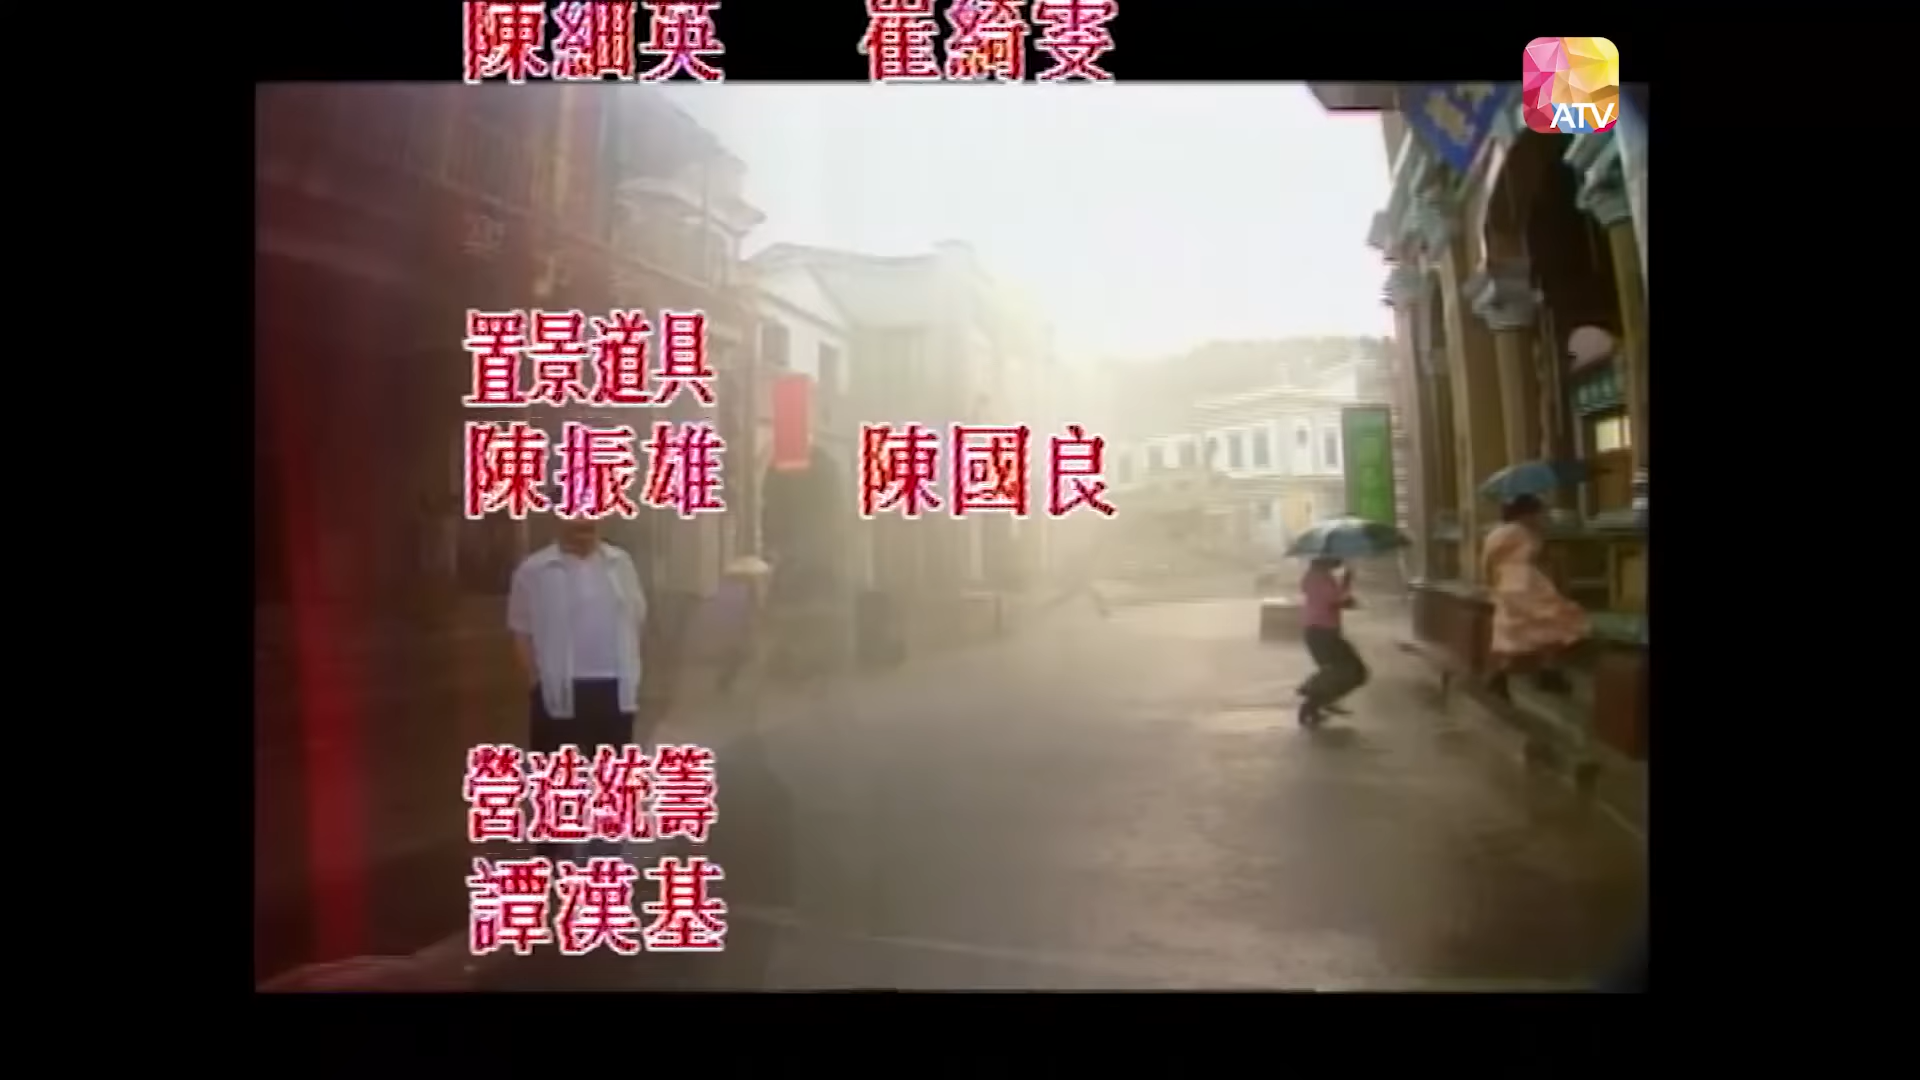 陳細英 崔綺雯
ATV
置景道具
陳振雄 陳國良
營造統籌
譚漢基